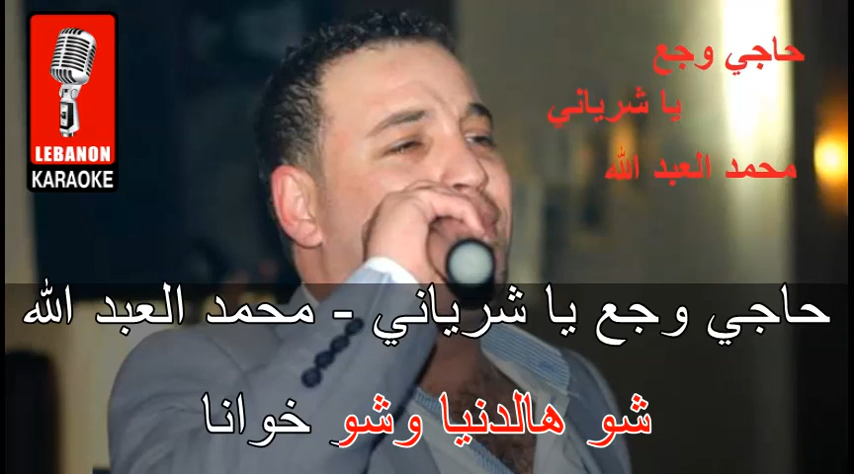 LEBANON
KARAOKE
حاجي وجع
يا شرياني
محمد العبد الله
حاجي وجع يا شرياني - محمد العبد الله
شو هالدنيا وشو خوانا